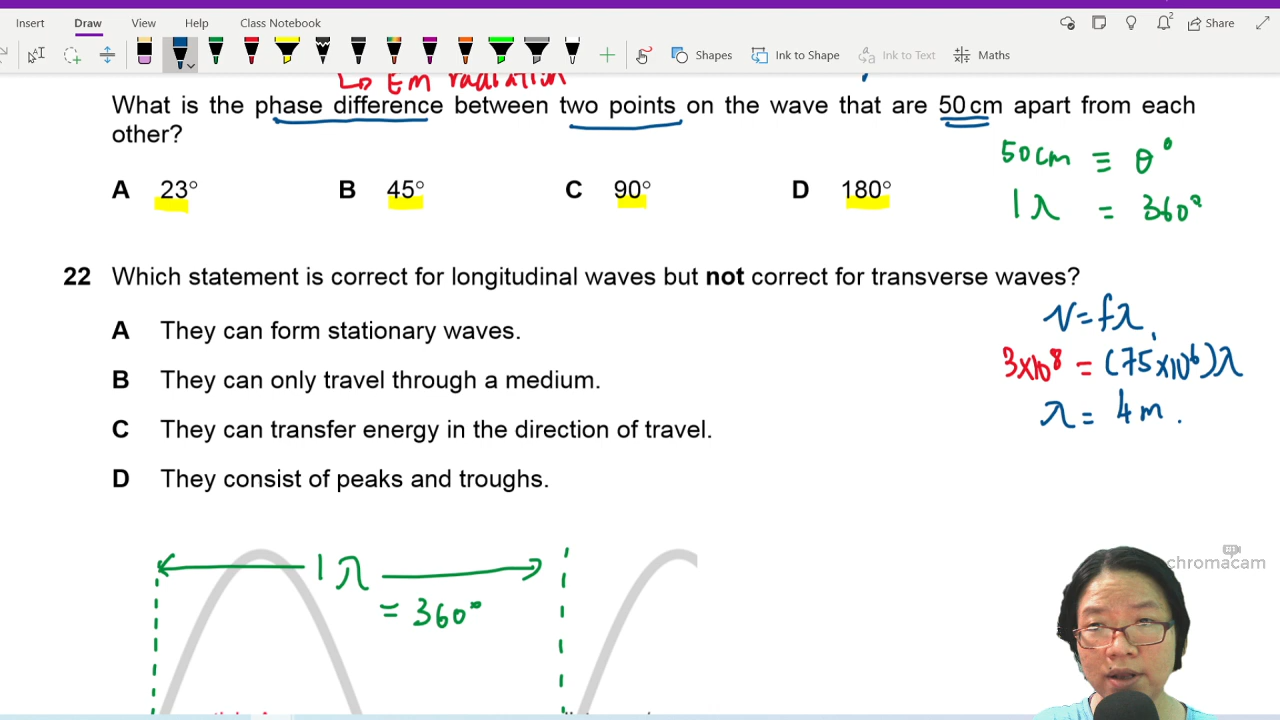 Insert Draw View Help Class Notebook
Share
Shapes Ink to Shape Ink to Text Maths
↳ EM radiation
What is the phase difference between two points on the wave that are 50 cm apart from each
other?
50cm ≡ θ°
A 23° B 45° C 90° D 180°
1λ = 360°
22 Which statement is correct for longitudinal waves but not correct for transverse waves?
v=fλ
A They can form stationary waves.
3×10⁸ = (75×10⁶)λ
B They can only travel through a medium.
λ = 4m.
C They can transfer energy in the direction of travel.
D They consist of peaks and troughs.
chromacam
1λ
= 360°